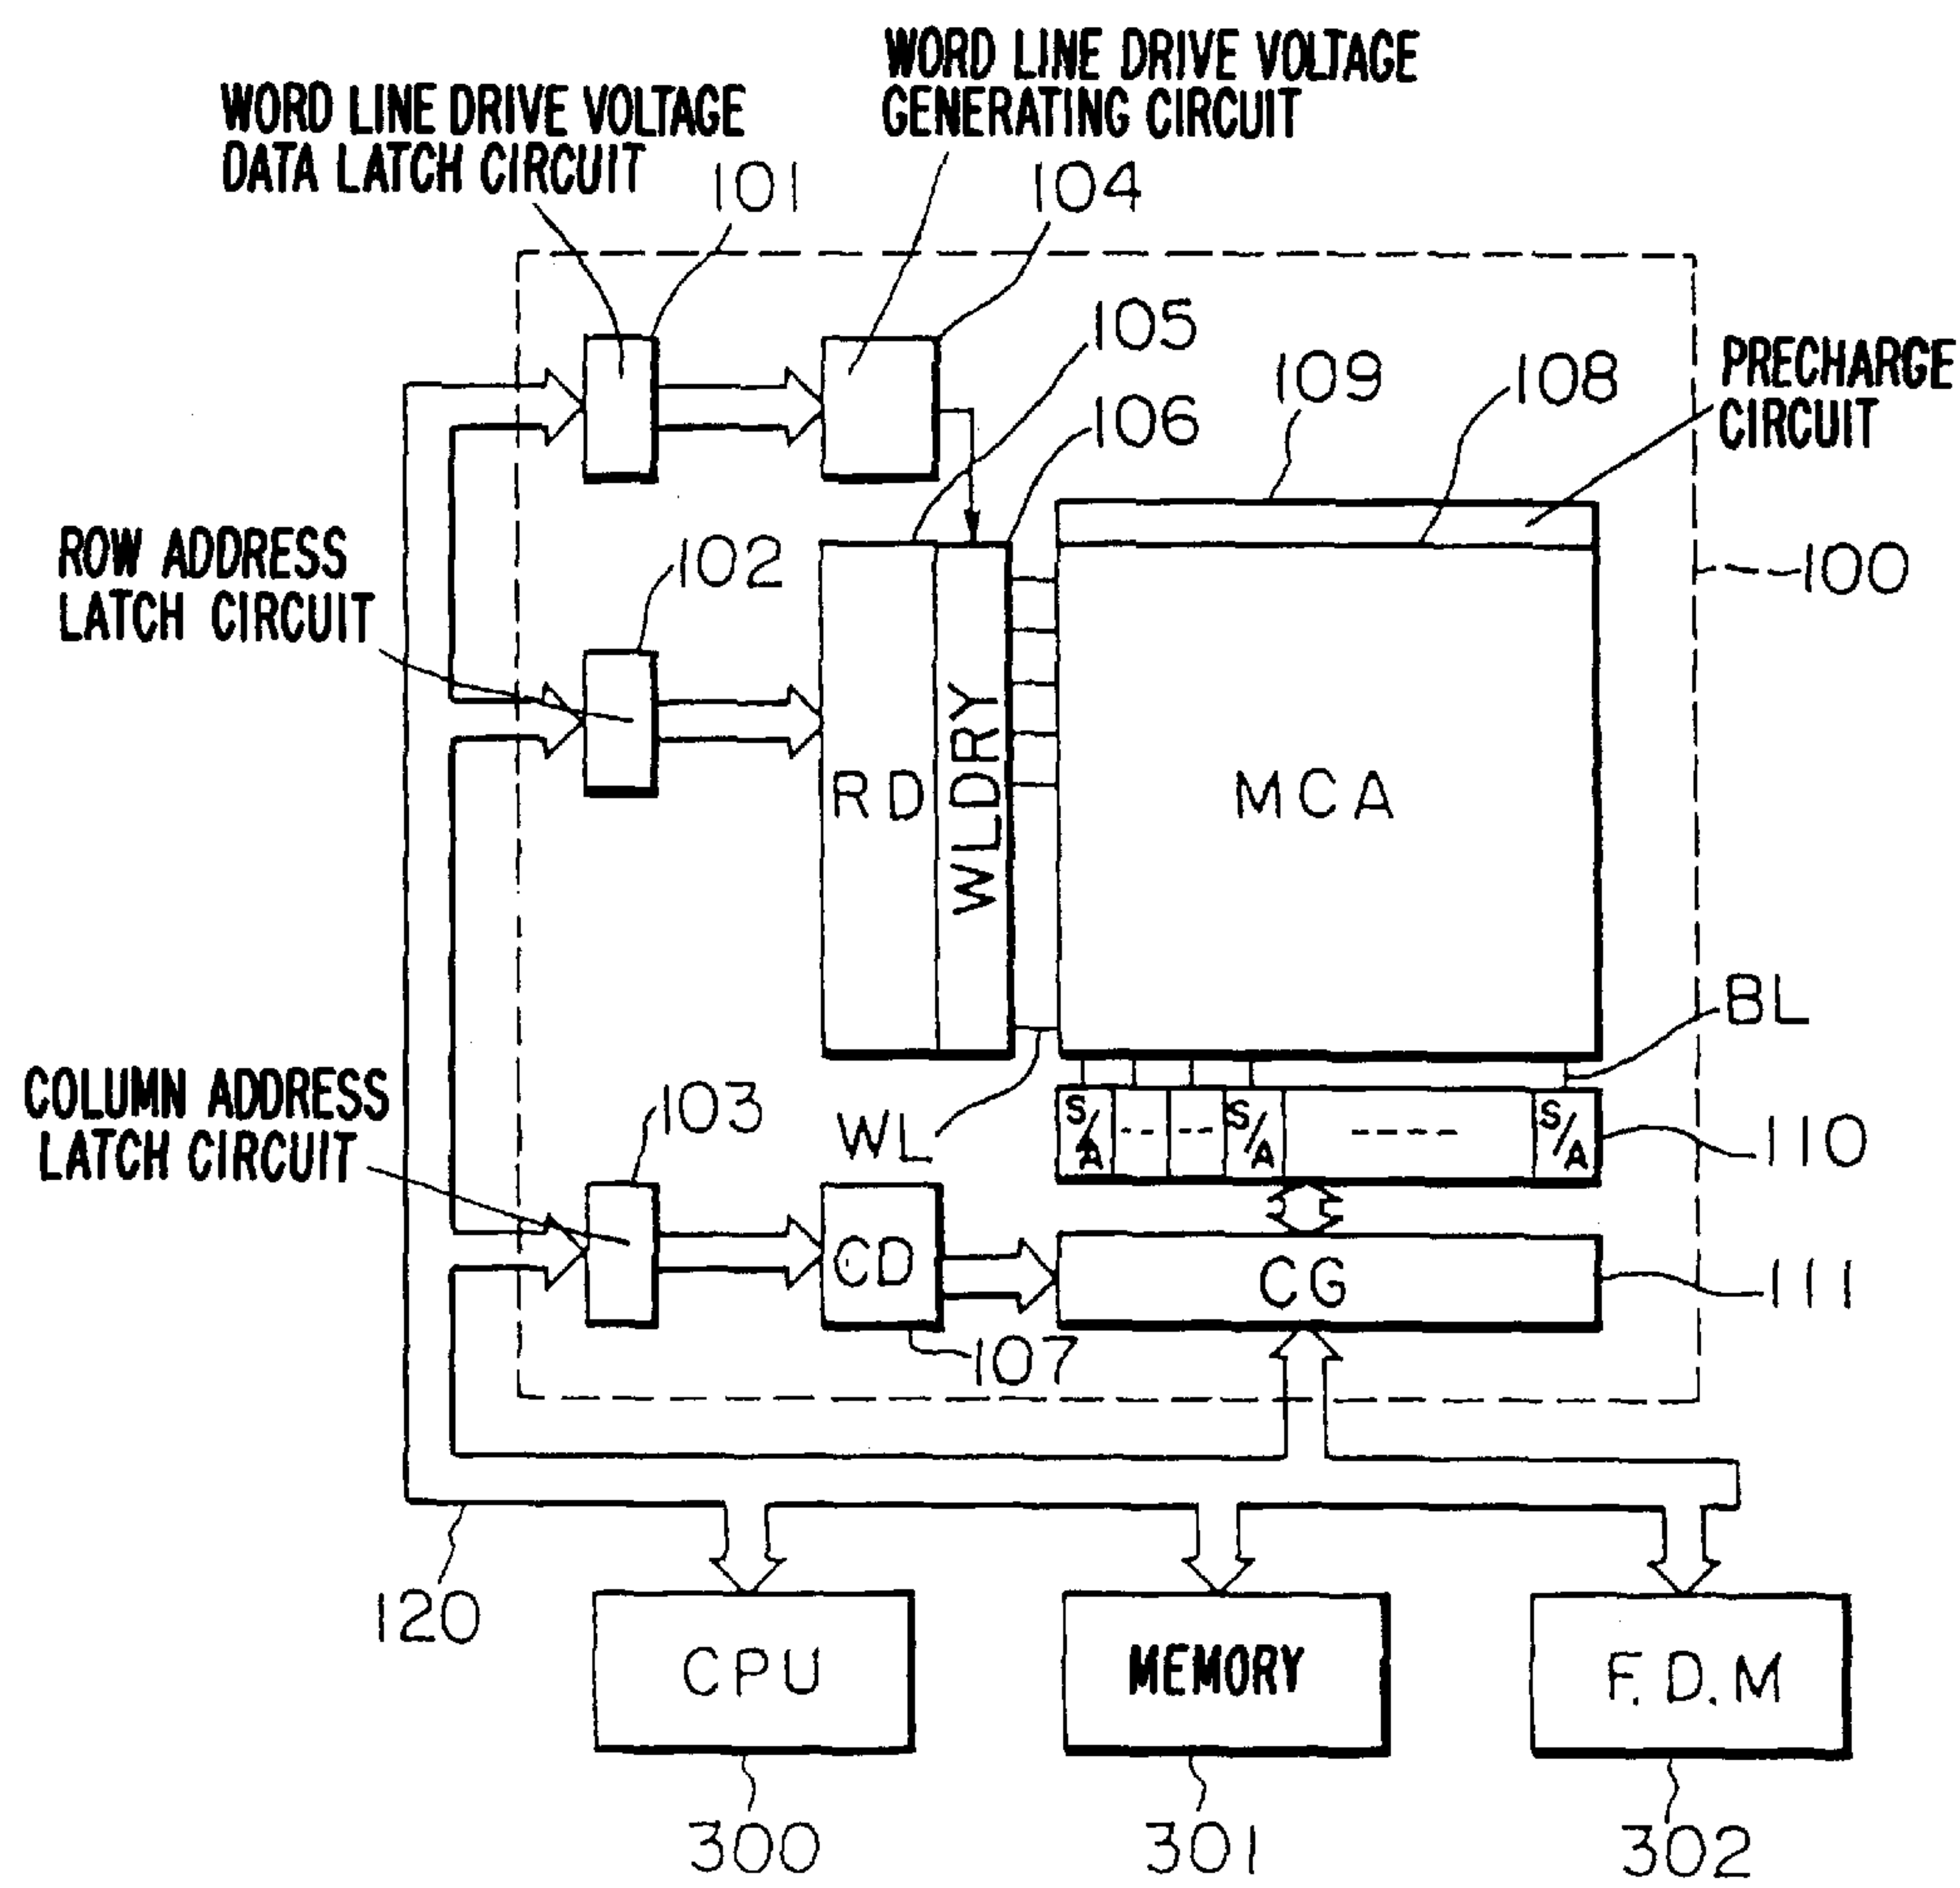 WORD LINE DRIVE VOLTAGE
GENERATING CIRCUIT
WORD LINE DRIVE VOLTAGE
DATA LATCH CIRCUIT
101
104
105
109
108
PRECHARGE
CIRCUIT
106
ROW ADDRESS
LATCH CIRCUIT
102
100
RD
WLDRY
MCA
BL
COLUMN ADDRESS
LATCH CIRCUIT
103
WL
S/A -- -- S/A ---- S/A
110
CD
CG
111
107
120
CPU
MEMORY
F.D.M
300
301
302